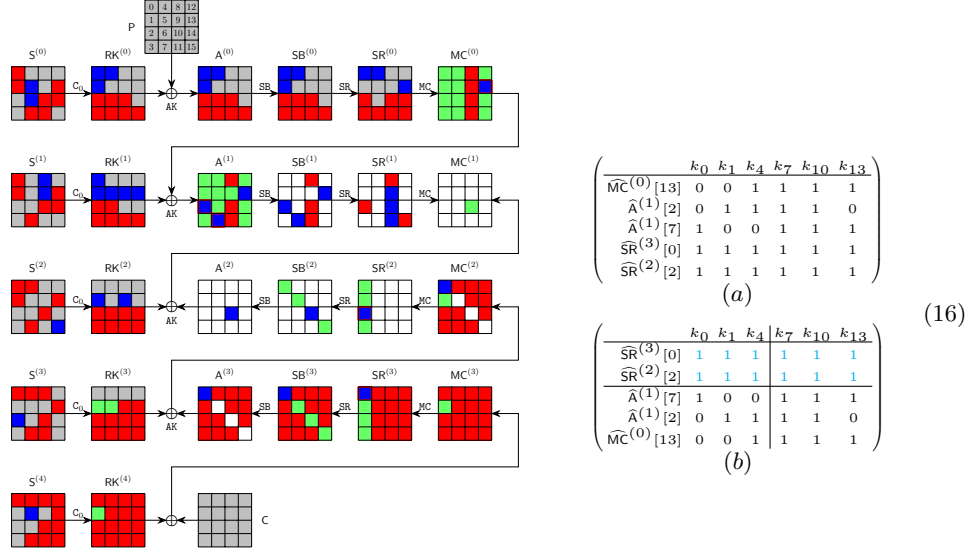 P
0 4 8 12
1 5 9 13
2 6 10 14
3 7 11 15
S(0) RK(0) A(0) SB(0) SR(0) MC(0)
C0 AK SB SR MC
S(1) RK(1) A(1) SB(1) SR(1) MC(1)
C0 AK SB SR MC
S(2) RK(2) A(2) SB(2) SR(2) MC(2)
C0 AK SB SR MC
S(3) RK(3) A(3) SB(3) SR(3) MC(3)
C0 AK SB SR MC
S(4) RK(4)
C0 C
k0 k1 k4 k7 k10 k13
M̂C(0)[13] 0 0 1 1 1 1
Â(1)[2] 0 1 1 1 1 0
Â(1)[7] 1 0 0 1 1 1
ŜR(3)[0] 1 1 1 1 1 1
ŜR(2)[2] 1 1 1 1 1 1
(a)
(16)
k0 k1 k4 k7 k10 k13
ŜR(3)[0] 1 1 1 1 1 1
ŜR(2)[2] 1 1 1 1 1 1
Â(1)[7] 1 0 0 1 1 1
Â(1)[2] 0 1 1 1 1 0
M̂C(0)[13] 0 0 1 1 1 1
(b)